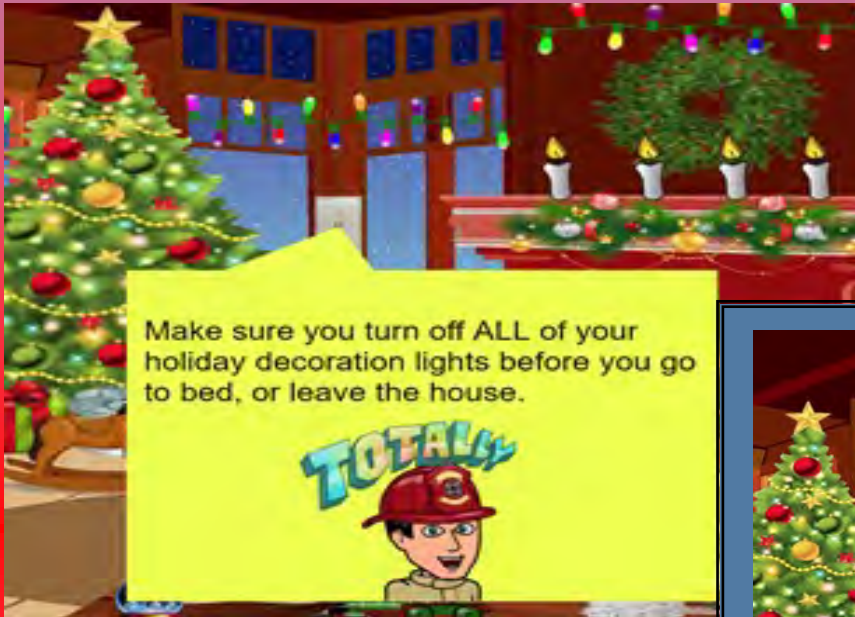 Make sure you turn off ALL of your
holiday decoration lights before you go
to bed, or leave the house.
TOTALLY